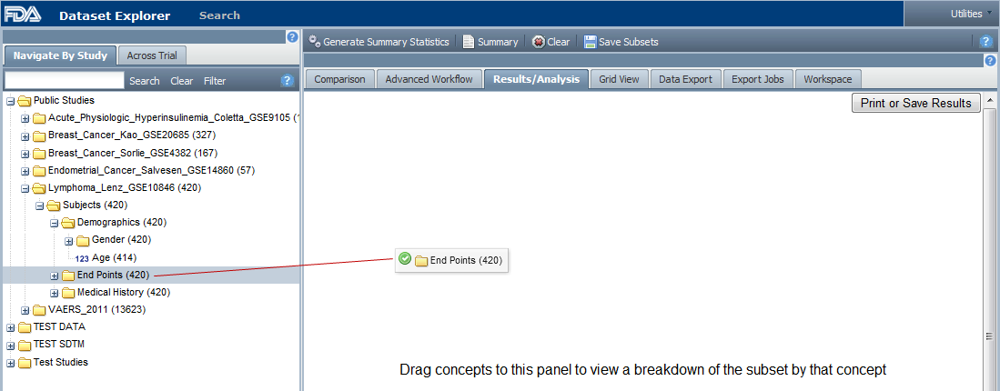 FDA Dataset Explorer Search Utilities
Generate Summary Statistics Summary Clear Save Subsets
Navigate By Study Across Trial
Comparison Advanced Workflow Results/Analysis Grid View Data Export Export Jobs Workspace
Search Clear Filter
Print or Save Results
Public Studies
Acute_Physiologic_Hyperinsulinemia_Coletta_GSE9105 (1
Breast_Cancer_Kao_GSE20685 (327)
Breast_Cancer_Sorlie_GSE4382 (167)
Endometrial_Cancer_Salvesen_GSE14860 (57)
Lymphoma_Lenz_GSE10846 (420)
Subjects (420)
Demographics (420)
Gender (420)
123 Age (414)
End Points (420)
Medical History (420)
VAERS_2011 (13623)
TEST DATA
TEST SDTM
Test Studies
End Points (420)
Drag concepts to this panel to view a breakdown of the subset by that concept